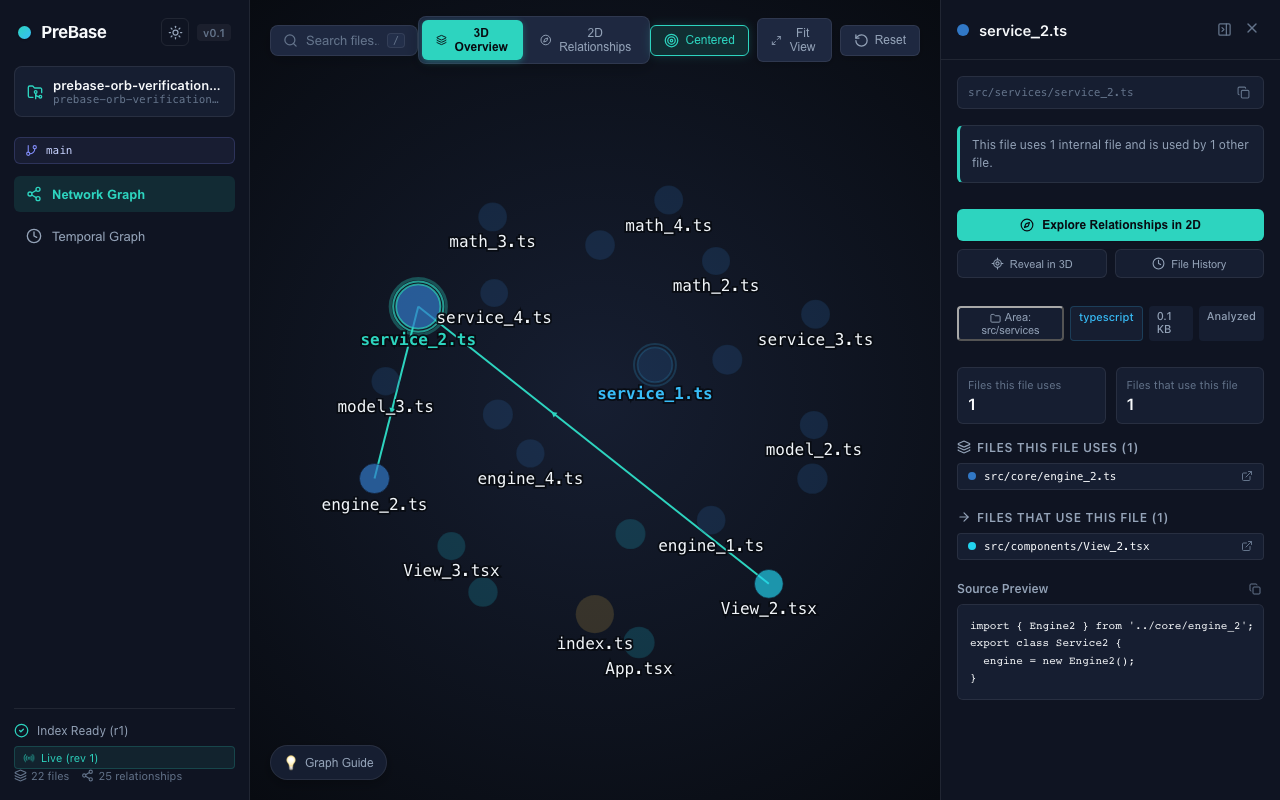 PreBase
v0.1
prebase-orb-verification...
prebase-orb-verification…
main
Network Graph
Temporal Graph
Index Ready (r1)
Live (rev 1)
22 files
25 relationships
Search files.
/
3D
Overview
2D
Relationships
Centered
Fit
View
Reset
math_3.ts
math_4.ts
math_2.ts
service_4.ts
service_2.ts
service_3.ts
service_1.ts
model_3.ts
model_2.ts
engine_4.ts
engine_2.ts
engine_1.ts
View_3.tsx
View_2.tsx
index.ts
App.tsx
Graph Guide
service_2.ts
src/services/service_2.ts
This file uses 1 internal file and is used by 1 other
file.
Explore Relationships in 2D
Reveal in 3D
File History
Area:
src/services
typescript
0.1
KB
Analyzed
Files this file uses
1
Files that use this file
1
FILES THIS FILE USES (1)
src/core/engine_2.ts
FILES THAT USE THIS FILE (1)
src/components/View_2.tsx
Source Preview
import { Engine2 } from '../core/engine_2';
export class Service2 {
  engine = new Engine2();
}